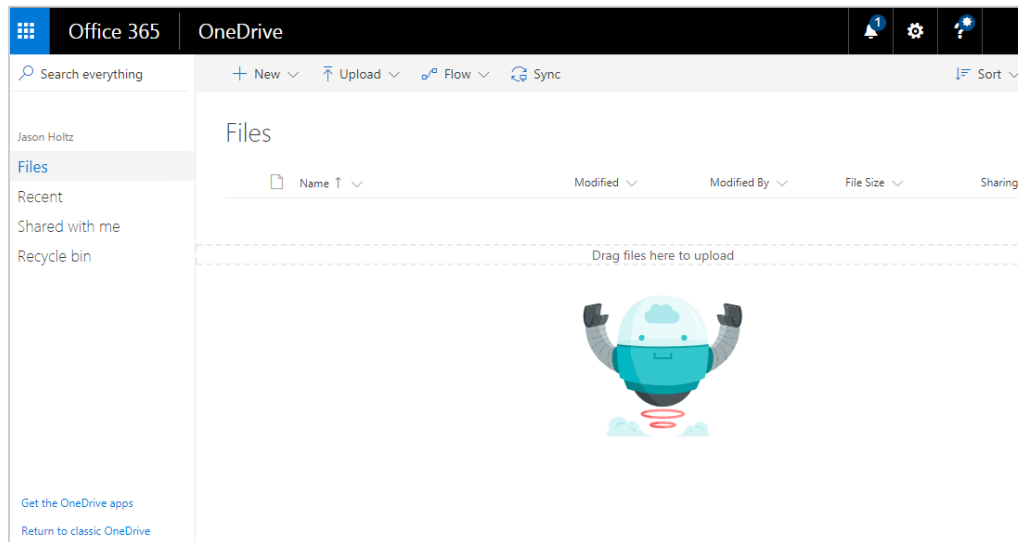 Office 365 OneDrive 1 ?
Search everything
New Upload Flow Sync Sort
Jason Holtz
Files
Recent
Shared with me
Recycle bin
Files
Name ↑ Modified Modified By File Size Sharing
Drag files here to upload
Get the OneDrive apps
Return to classic OneDrive